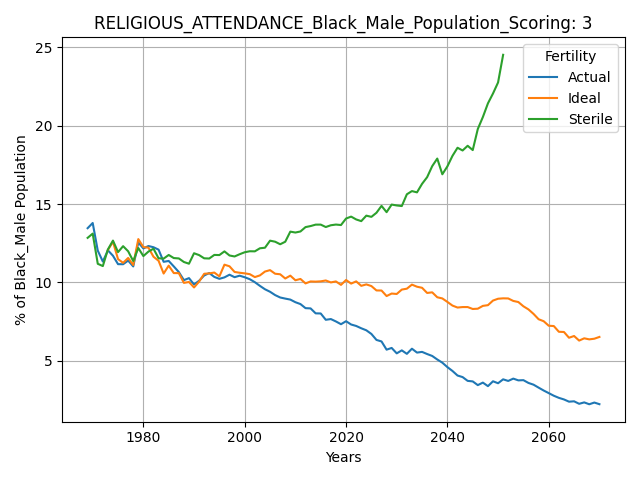 RELIGIOUS_ATTENDANCE_Black_Male_Population_Scoring: 3
% of Black_Male Population
25
20
15
10
5
Fertility
Actual
Ideal
Sterile
1980
2000
2020
2040
2060
Years